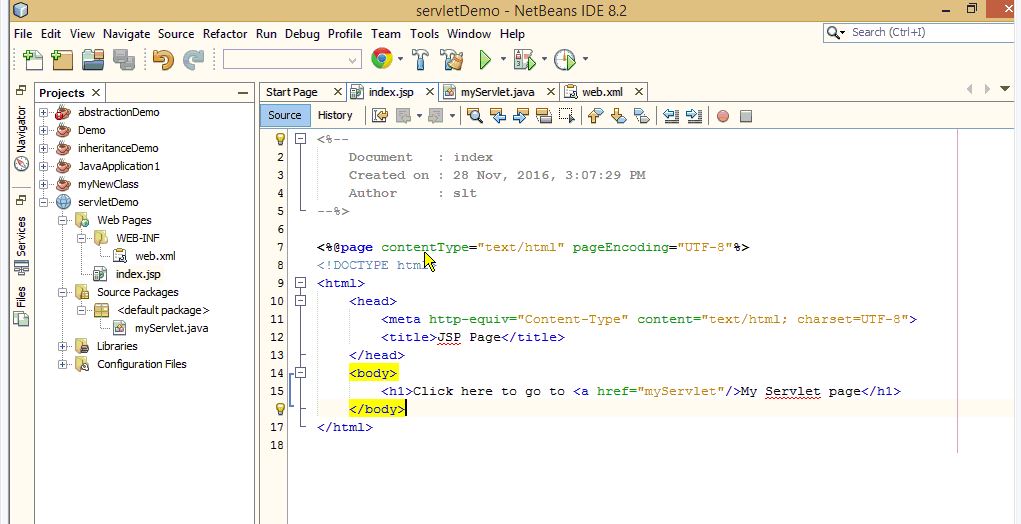 servletDemo - NetBeans IDE 8.2
File Edit View Navigate Source Refactor Run Debug Profile Team Tools Window Help
Search (Ctrl+I)
Projects
Start Page
index.jsp
myServlet.java
web.xml
Navigator
Services
Files
abstractionDemo
Demo
inheritanceDemo
JavaApplication1
myNewClass
servletDemo
Web Pages
WEB-INF
web.xml
index.jsp
Source Packages
<default package>
myServlet.java
Libraries
Configuration Files
Source History
<%--
2 Document : index
3 Created on : 28 Nov, 2016, 3:07:29 PM
4 Author : slt
5 --%>
6
7 <%@page contentType="text/html" pageEncoding="UTF-8"%>
8 <!DOCTYPE html
9 <html>
10 <head>
11 <meta http-equiv="Content-Type" content="text/html; charset=UTF-8">
12 <title>JSP Page</title>
13 </head>
14 <body>
15 <h1>Click here to go to <a href="myServlet"/>My Servlet page</h1>
</body>
17 </html>
18